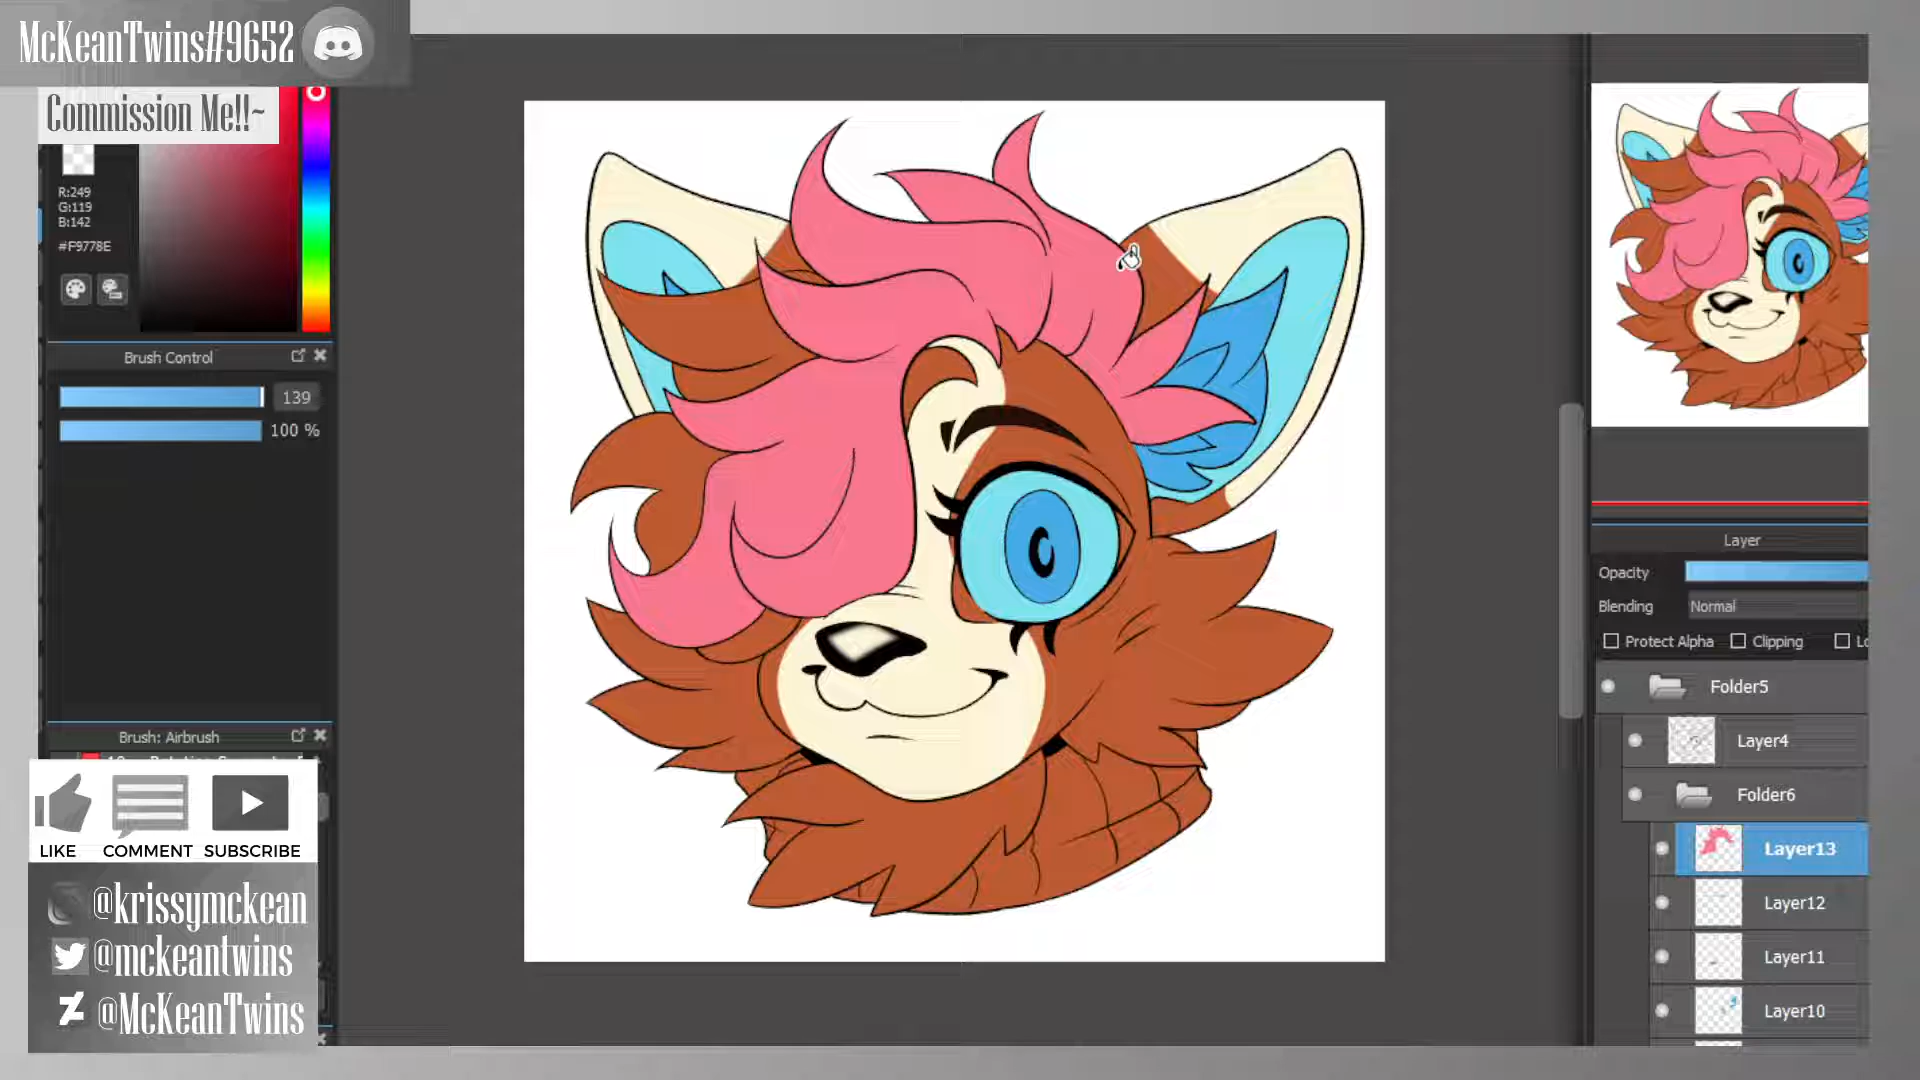 McKeanTwins#9652
Commission Me!!~
R:249
G:119
B:142
#F9778E
Brush Control
139
100 %
Brush: Airbrush
LIKE
COMMENT
SUBSCRIBE
@krissymckean
@mckeantwins
@McKeanTwins
Layer
Opacity
Blending
Normal
Protect Alpha
Clipping
Lo
Folder5
Layer4
Folder6
Layer13
Layer12
Layer11
Layer10